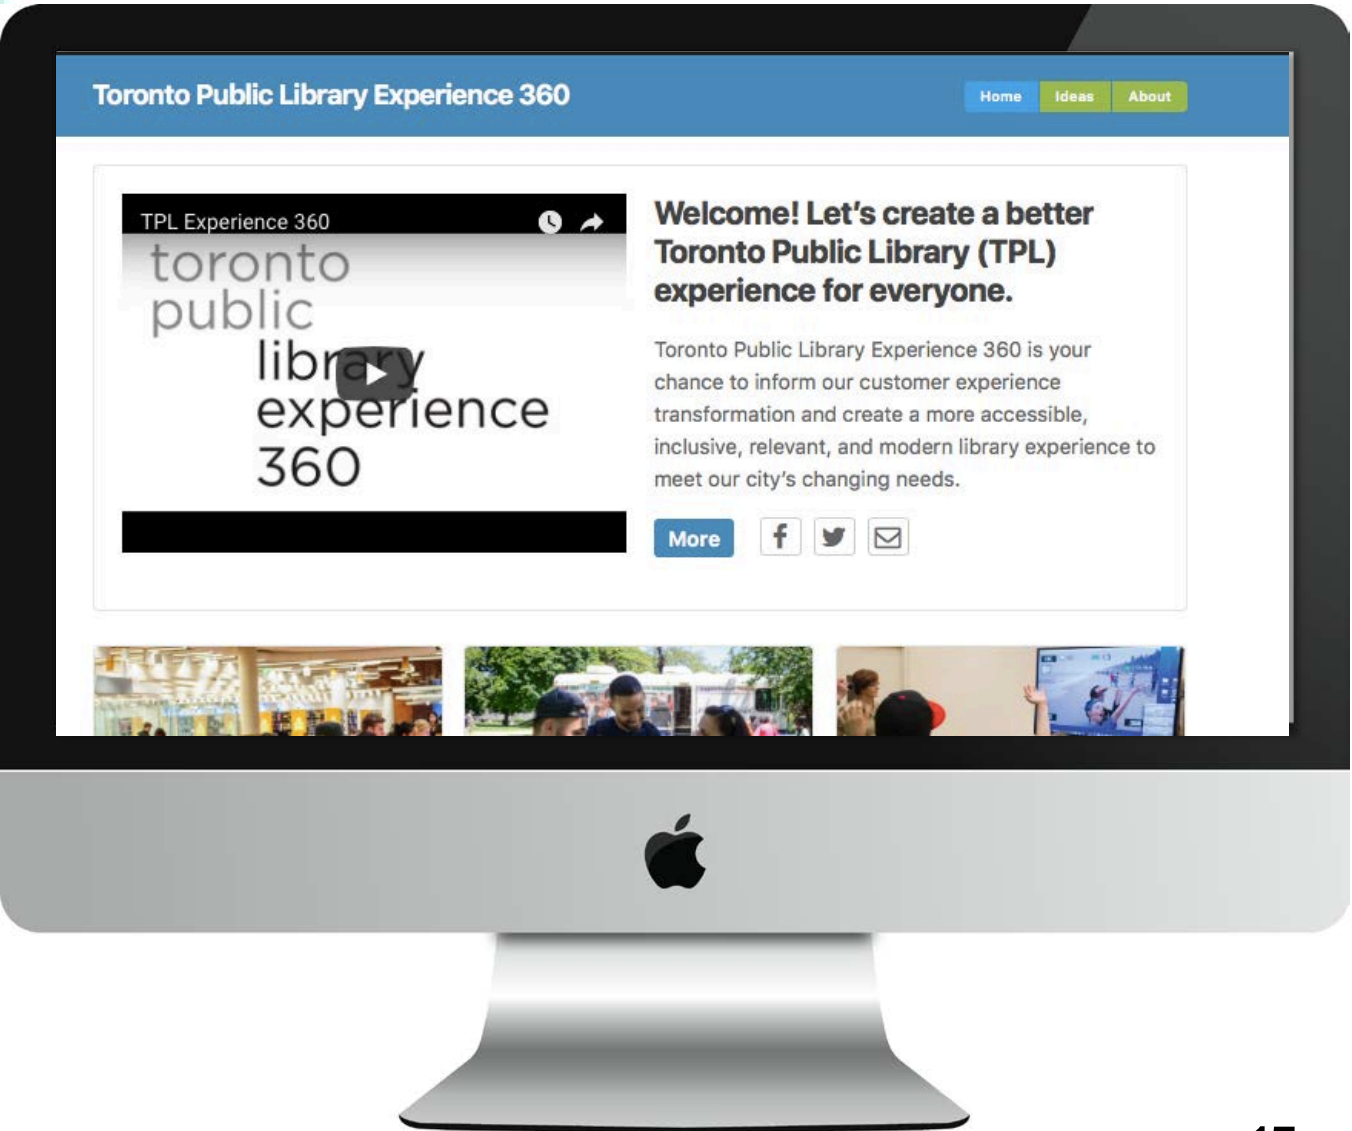 Toronto Public Library Experience 360
Home
Ideas
About
TPL Experience 360
toronto
public
library
experience
360
Welcome! Let's create a better
Toronto Public Library (TPL)
experience for everyone.
Toronto Public Library Experience 360 is your
chance to inform our customer experience
transformation and create a more accessible,
inclusive, relevant, and modern library experience to
meet our city's changing needs.
More